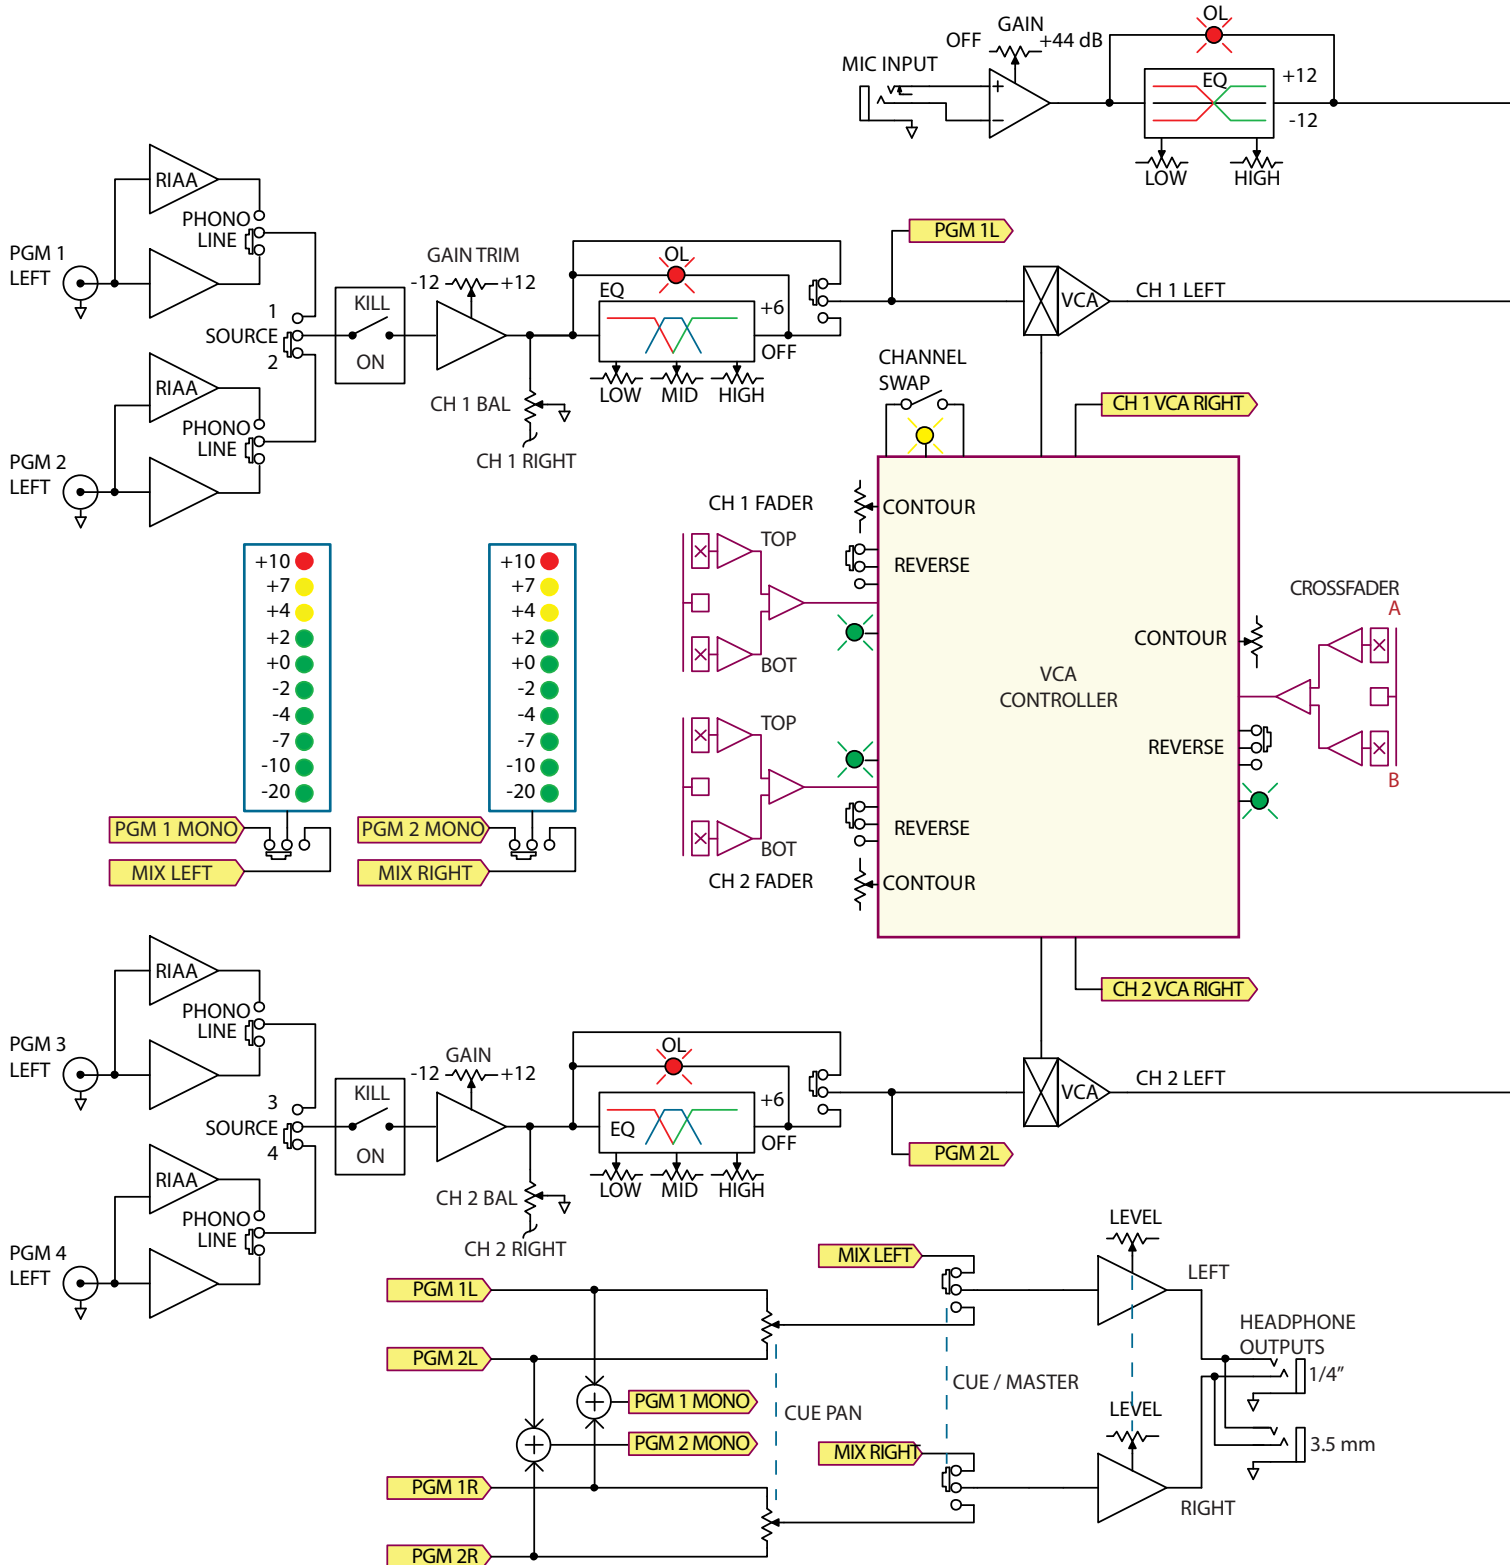 OL
GAIN
OFF +44 dB
MIC INPUT
EQ
+12
-12
LOW HIGH
RIAA
PHONO
LINE
PGM 1
LEFT
1
SOURCE
2
KILL
ON
GAIN TRIM
-12 +12
OL
EQ
+6
OFF
LOW MID HIGH
CH 1 BAL
CH 1 RIGHT
PGM 1L
VCA
CH 1 LEFT
CHANNEL
SWAP
CH 1 VCA RIGHT
RIAA
PHONO
LINE
PGM 2
LEFT
+10
+7
+4
+2
+0
-2
-4
-7
-10
-20
PGM 1 MONO
MIX LEFT
+10
+7
+4
+2
+0
-2
-4
-7
-10
-20
PGM 2 MONO
MIX RIGHT
CH 1 FADER
TOP
BOT
TOP
BOT
CH 2 FADER
CONTOUR
REVERSE
VCA
CONTROLLER
CONTOUR
REVERSE
REVERSE
CONTOUR
CROSSFADER
A
B
CH 2 VCA RIGHT
RIAA
PHONO
LINE
PGM 3
LEFT
3
SOURCE
4
KILL
ON
GAIN
-12 +12
OL
EQ
+6
OFF
LOW MID HIGH
CH 2 BAL
CH 2 RIGHT
PGM 2L
VCA
CH 2 LEFT
RIAA
PHONO
LINE
PGM 4
LEFT
PGM 1L
PGM 2L
PGM 1 MONO
PGM 2 MONO
PGM 1R
PGM 2R
CUE PAN
MIX LEFT
CUE / MASTER
MIX RIGHT
LEVEL
LEFT
LEVEL
RIGHT
HEADPHONE
OUTPUTS
1/4”
3.5 mm